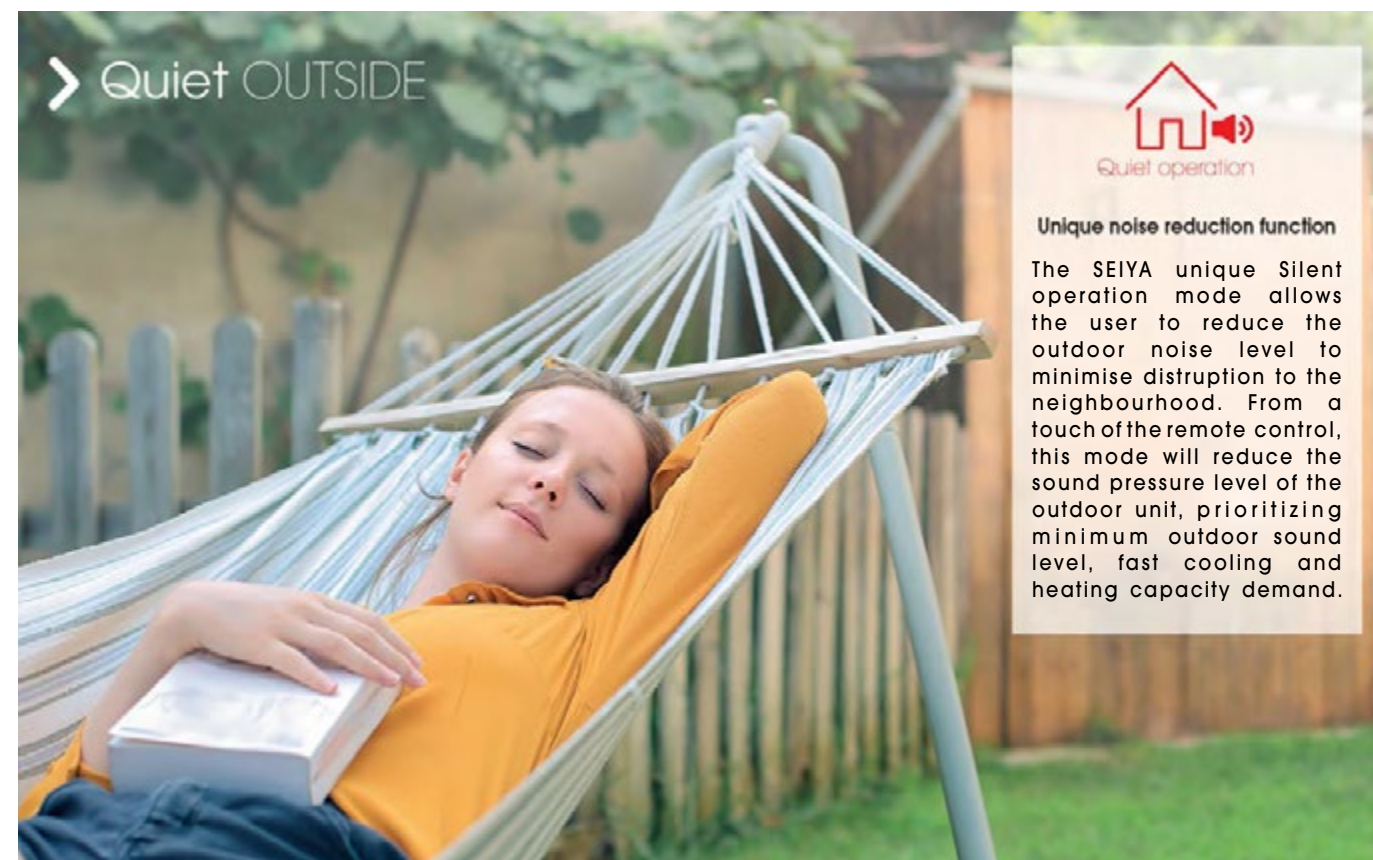 Quiet OUTSIDE
Quiet operation
Unique noise reduction function
The SEIYA unique Silent
operation mode allows
the user to reduce the
outdoor noise level to
minimise distruption to the
neighbourhood. From a
touch of the remote control,
this mode will reduce the
sound pressure level of the
outdoor unit, prioritizing
minimum outdoor sound
level, fast cooling and
heating capacity demand.